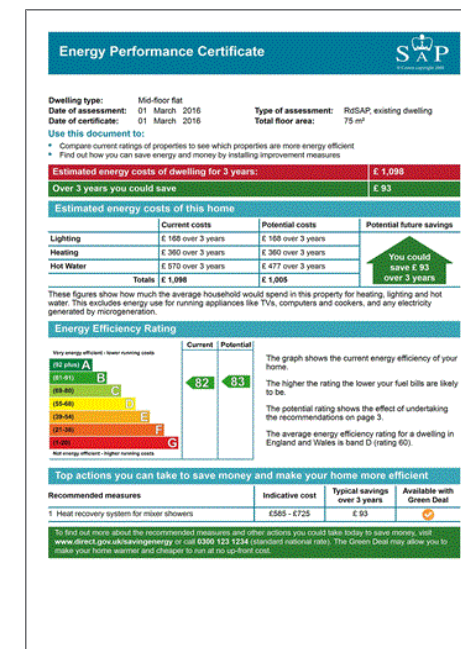 Energy Performance Certificate
SAP
© Crown copyright 2009
Dwelling type: Mid-floor flat
Date of assessment: 01 March 2016 Type of assessment: RdSAP, existing dwelling
Date of certificate: 01 March 2016 Total floor area: 75 m²
Use this document to:
• Compare current ratings of properties to see which properties are more energy efficient
• Find out how you can save energy and money by installing improvement measures
Estimated energy costs of dwelling for 3 years: £ 1,098
Over 3 years you could save £ 93
Estimated energy costs of this home
Current costs Potential costs Potential future savings
Lighting £ 168 over 3 years £ 168 over 3 years
Heating £ 360 over 3 years £ 360 over 3 years
Hot Water £ 570 over 3 years £ 477 over 3 years
Totals £ 1,098 £ 1,005
You could
save £ 93
over 3 years
These figures show how much the average household would spend in this property for heating, lighting and hot
water. This excludes energy use for running appliances like TVs, computers and cookers, and any electricity
generated by microgeneration.
Energy Efficiency Rating
Current Potential
Very energy efficient - lower running costs
(92 plus) A
(81-91) B
(69-80) C
(55-68) D
(39-54) E
(21-38) F
(1-20) G
Not energy efficient - higher running costs
82 83
The graph shows the current energy efficiency of your
home.
The higher the rating the lower your fuel bills are likely
to be.
The potential rating shows the effect of undertaking
the recommendations on page 3.
The average energy efficiency rating for a dwelling in
England and Wales is band D (rating 60).
Top actions you can take to save money and make your home more efficient
Recommended measures Indicative cost Typical savings over 3 years Available with Green Deal
1 Heat recovery system for mixer showers £585 - £725 £ 93
To find out more about the recommended measures and other actions you could take today to save money, visit
www.direct.gov.uk/savingenergy or call 0300 123 1234 (standard national rate). The Green Deal may allow you to
make your home warmer and cheaper to run at no up-front cost.